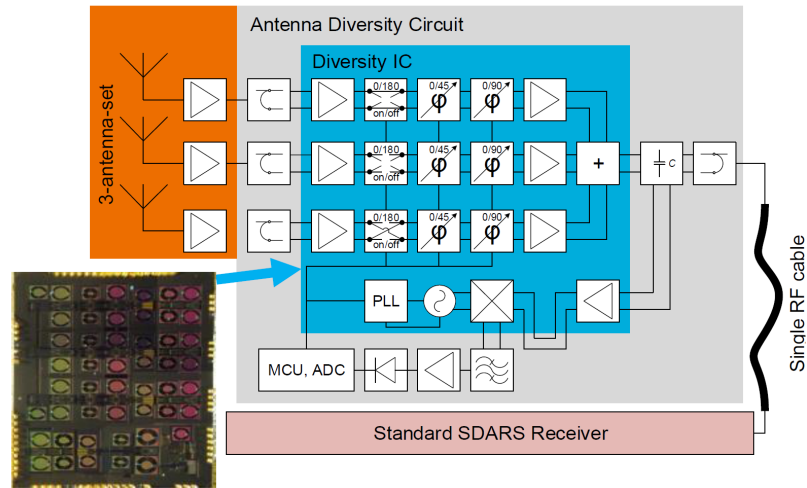 Antenna Diversity Circuit
Diversity IC
3-antenna-set
0/180
on/off
0/45
φ
0/90
φ
0/180
on/off
0/45
φ
0/90
φ
+
C
0/180
on/off
0/45
φ
0/90
φ
PLL
MCU, ADC
Single RF cable
Standard SDARS Receiver